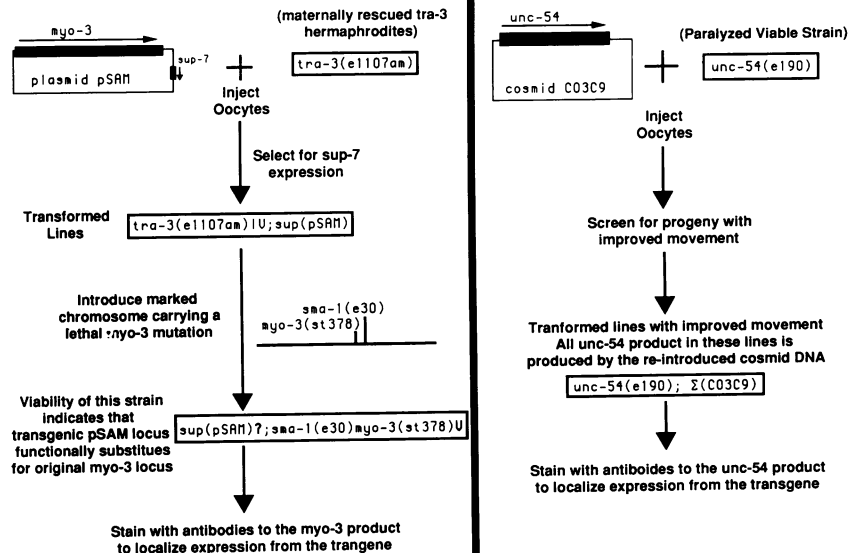 myo-3
sup-7
plasmid pSAM
(maternally rescued tra-3
hermaphrodites)
tra-3(e1107am)
Inject
Oocytes
Select for sup-7
expression
Transformed
Lines
tra-3(e1107am)IV;sup(pSAM)
Introduce marked
chromosome carrying a
lethal myo-3 mutation
sma-1(e30)
myo-3(st378)
Viability of this strain
indicates that
transgenic pSAM locus
functionally substitues
for original myo-3 locus
sup(pSAM)?;sma-1(e30)myo-3(st378)V
Stain with antibodies to the myo-3 product
to localize expression from the trangene
unc-54
cosmid C03C9
(Paralyzed Viable Strain)
unc-54(e190)
Inject
Oocytes
Screen for progeny with
improved movement
Tranformed lines with improved movement
All unc-54 product in these lines is
produced by the re-introduced cosmid DNA
unc-54(e190); Σ(C03C9)
Stain with antiboides to the unc-54 product
to localize expression from the transgene